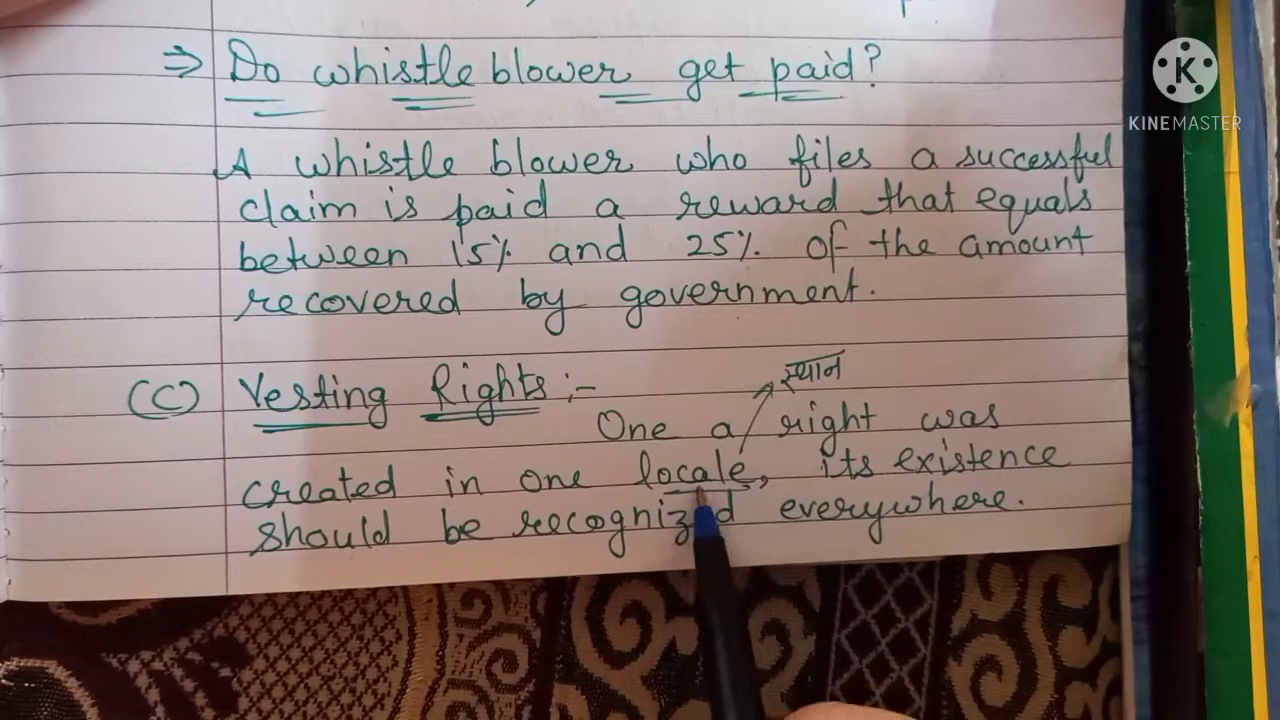 ⇒ Do whistle blower get paid?
A whistle blower who files a successful
claim is paid a reward that equals
between 15% and 25% of the amount
recovered by government.
(C) Vesting Rights :-
स्थान
One a right was
created in one locale, its existence
should be recognized everywhere.
K
KINEMASTER